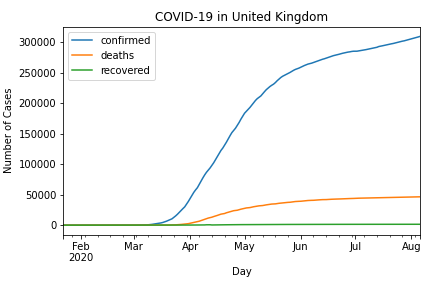 COVID-19 in United Kingdom
confirmed
deaths
recovered
Number of Cases
300000
250000
200000
150000
100000
50000
0
Feb Mar Apr May Jun Jul Aug
2020
Day